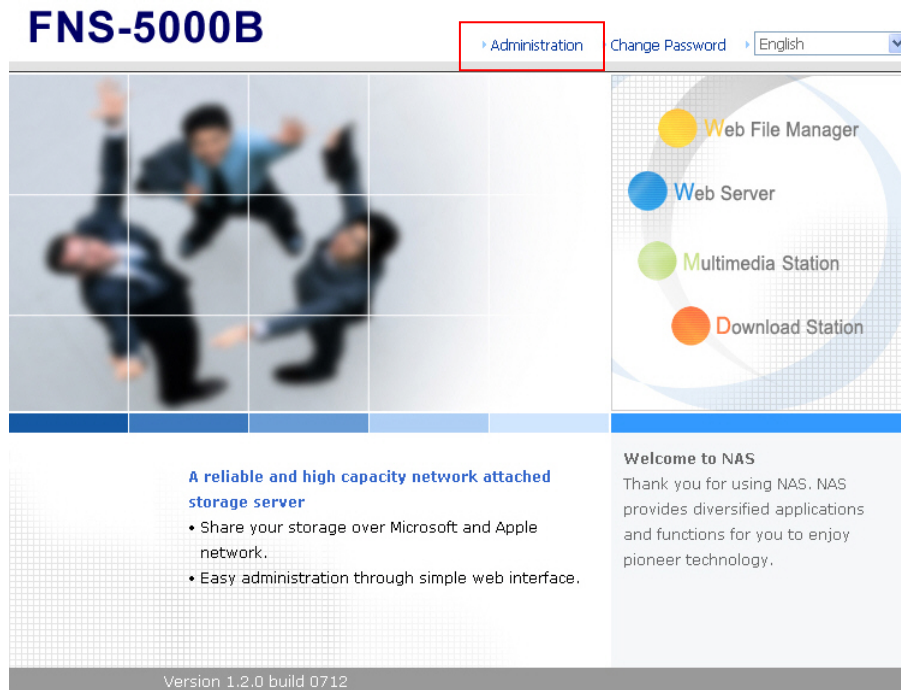 FNS-5000B
Administration
Change Password
English
Web File Manager
Web Server
Multimedia Station
Download Station
A reliable and high capacity network attached
storage server
• Share your storage over Microsoft and Apple
network.
• Easy administration through simple web interface.
Welcome to NAS
Thank you for using NAS. NAS
provides diversified applications
and functions for you to enjoy
pioneer technology.
Version 1.2.0 build 0712